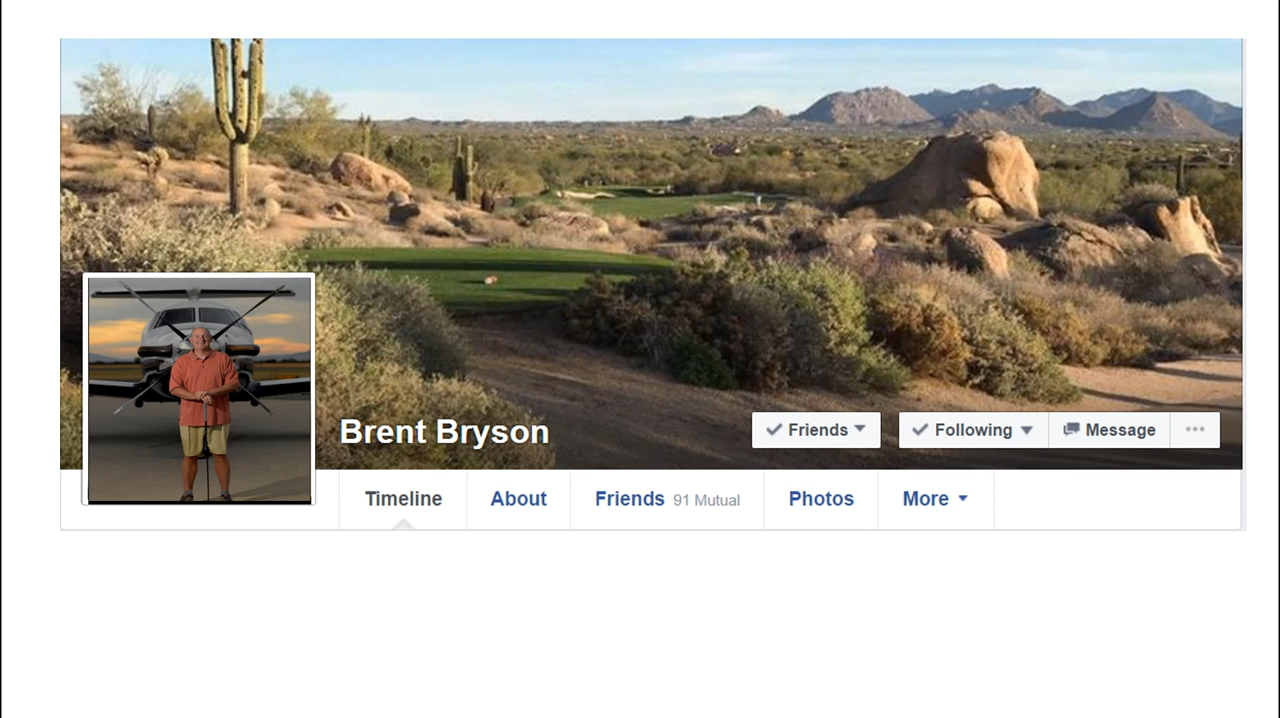 Brent Bryson
Friends
Following
Message
Timeline
About
Friends 91 Mutual
Photos
More